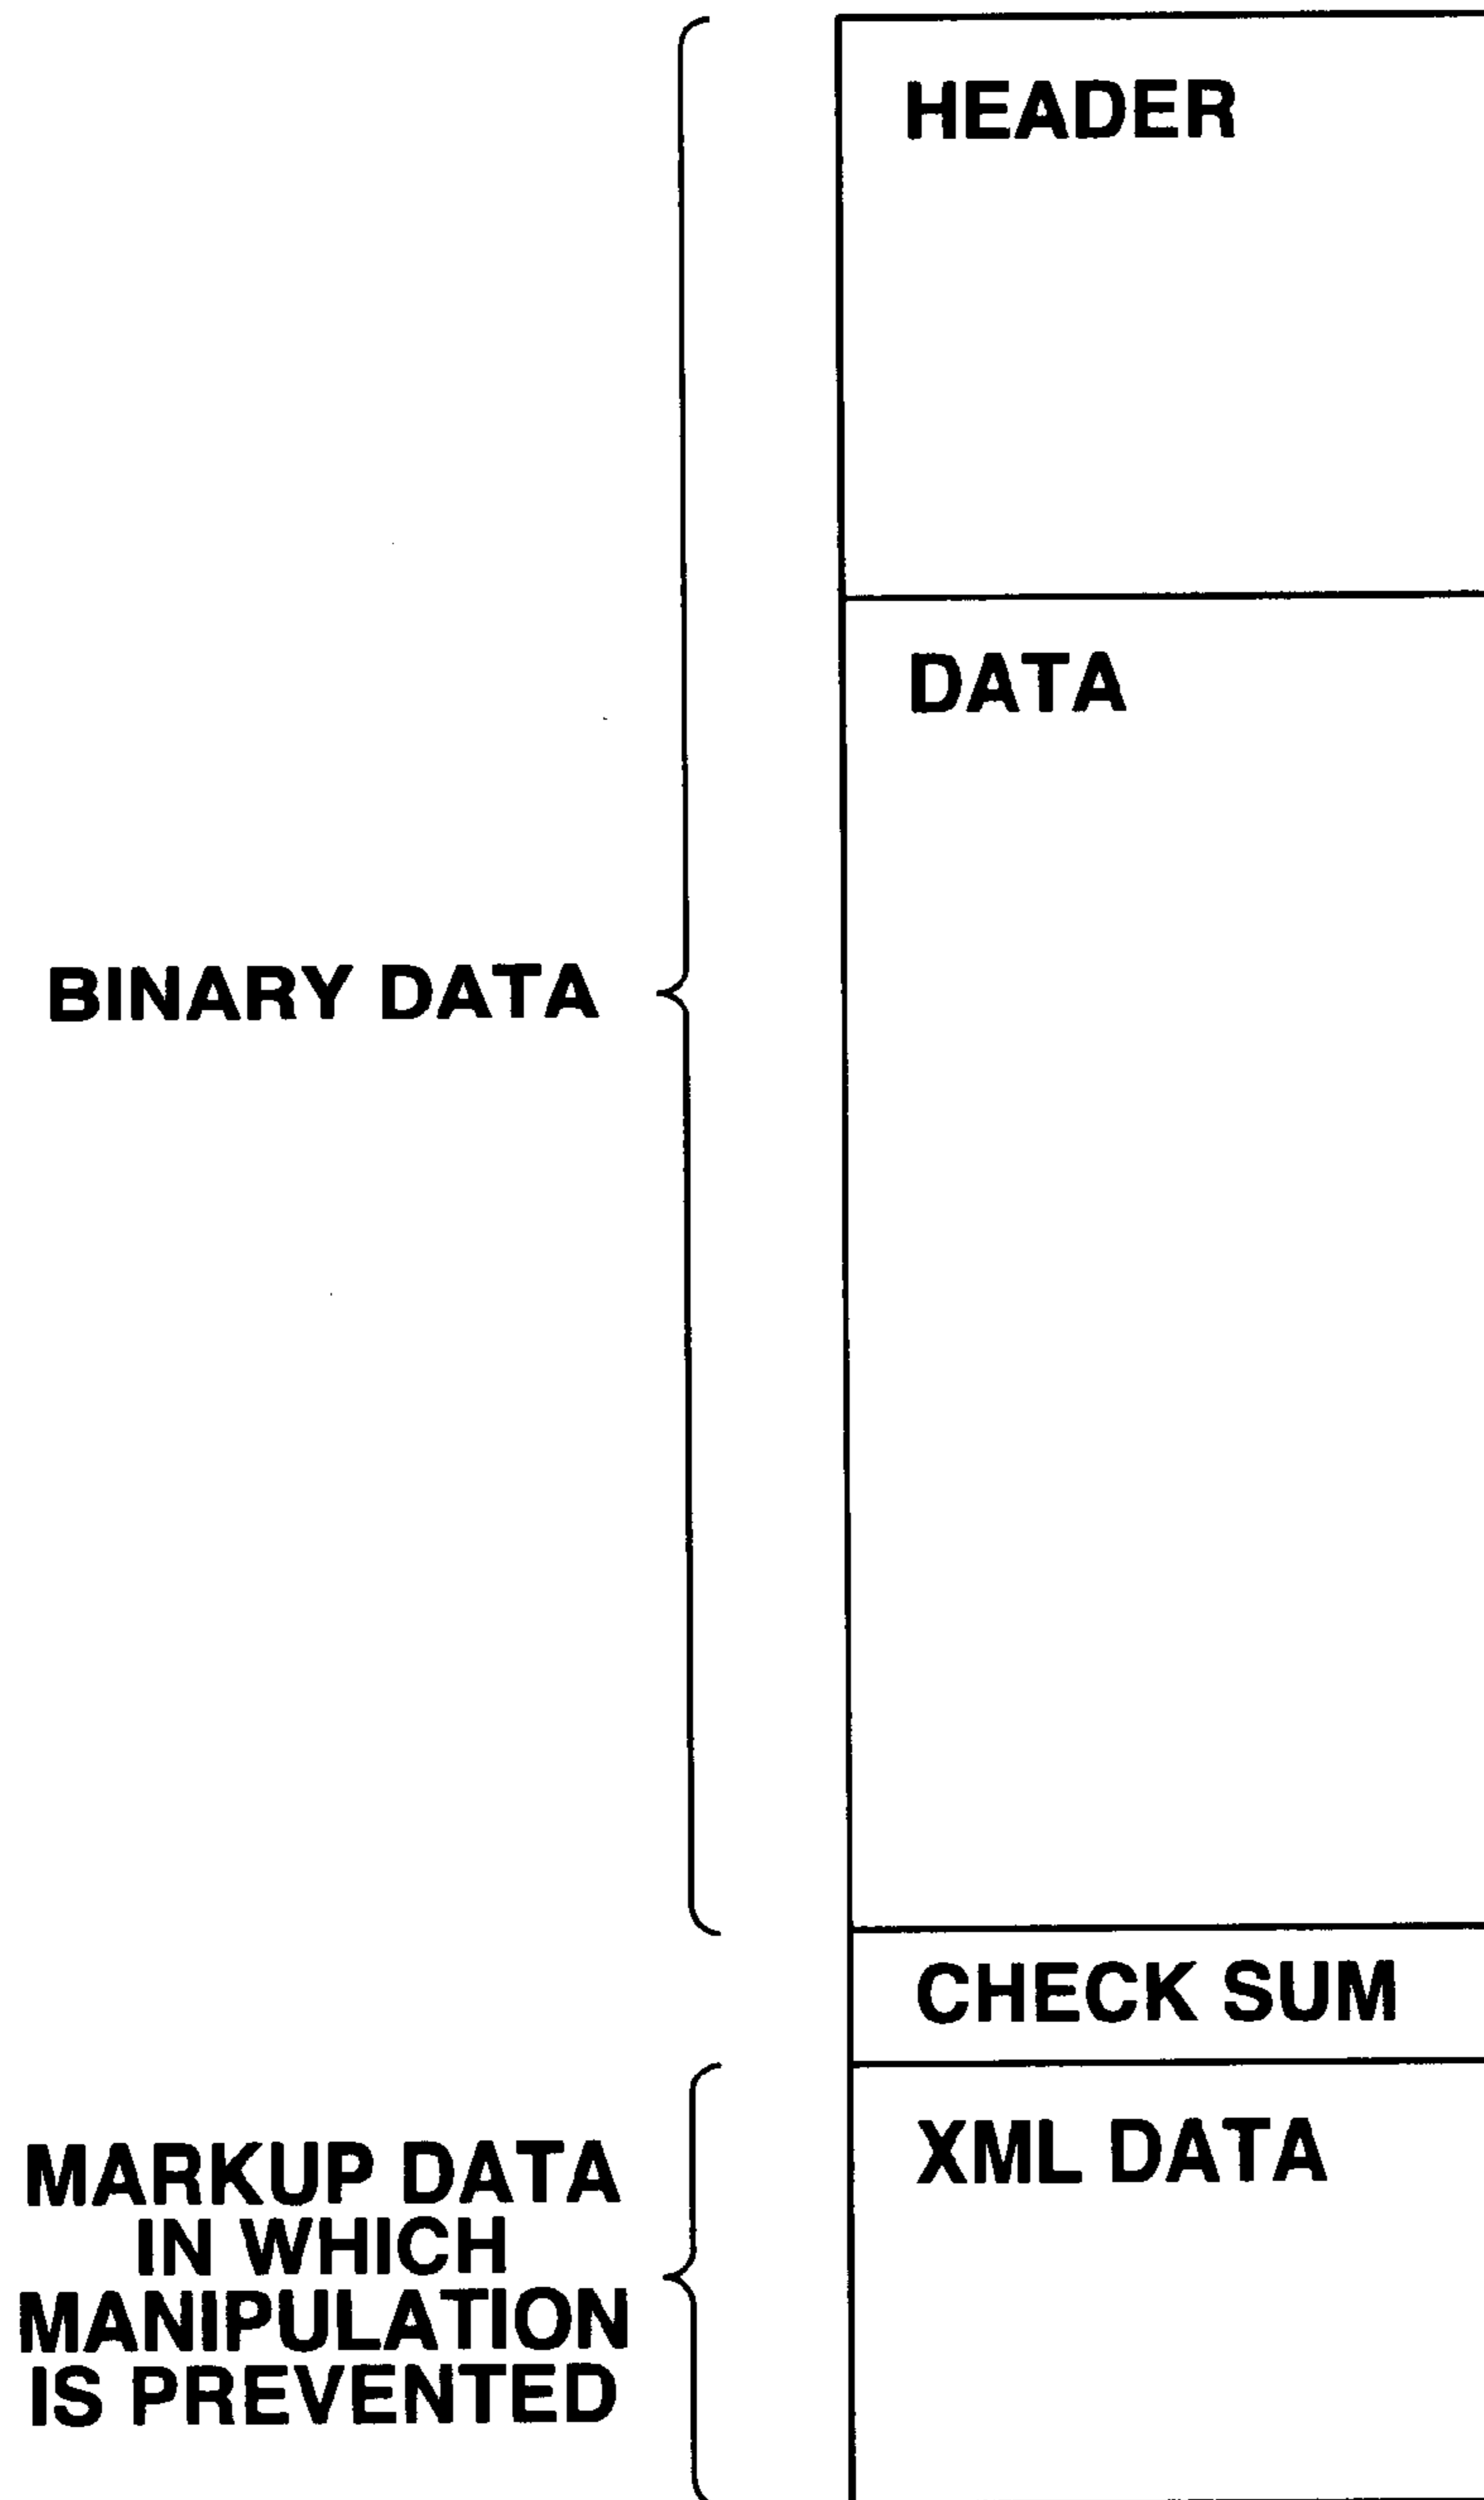 HEADER
DATA
BINARY DATA
CHECK SUM
XML DATA
MARKUP DATA
IN WHICH
MANIPULATION
IS PREVENTED